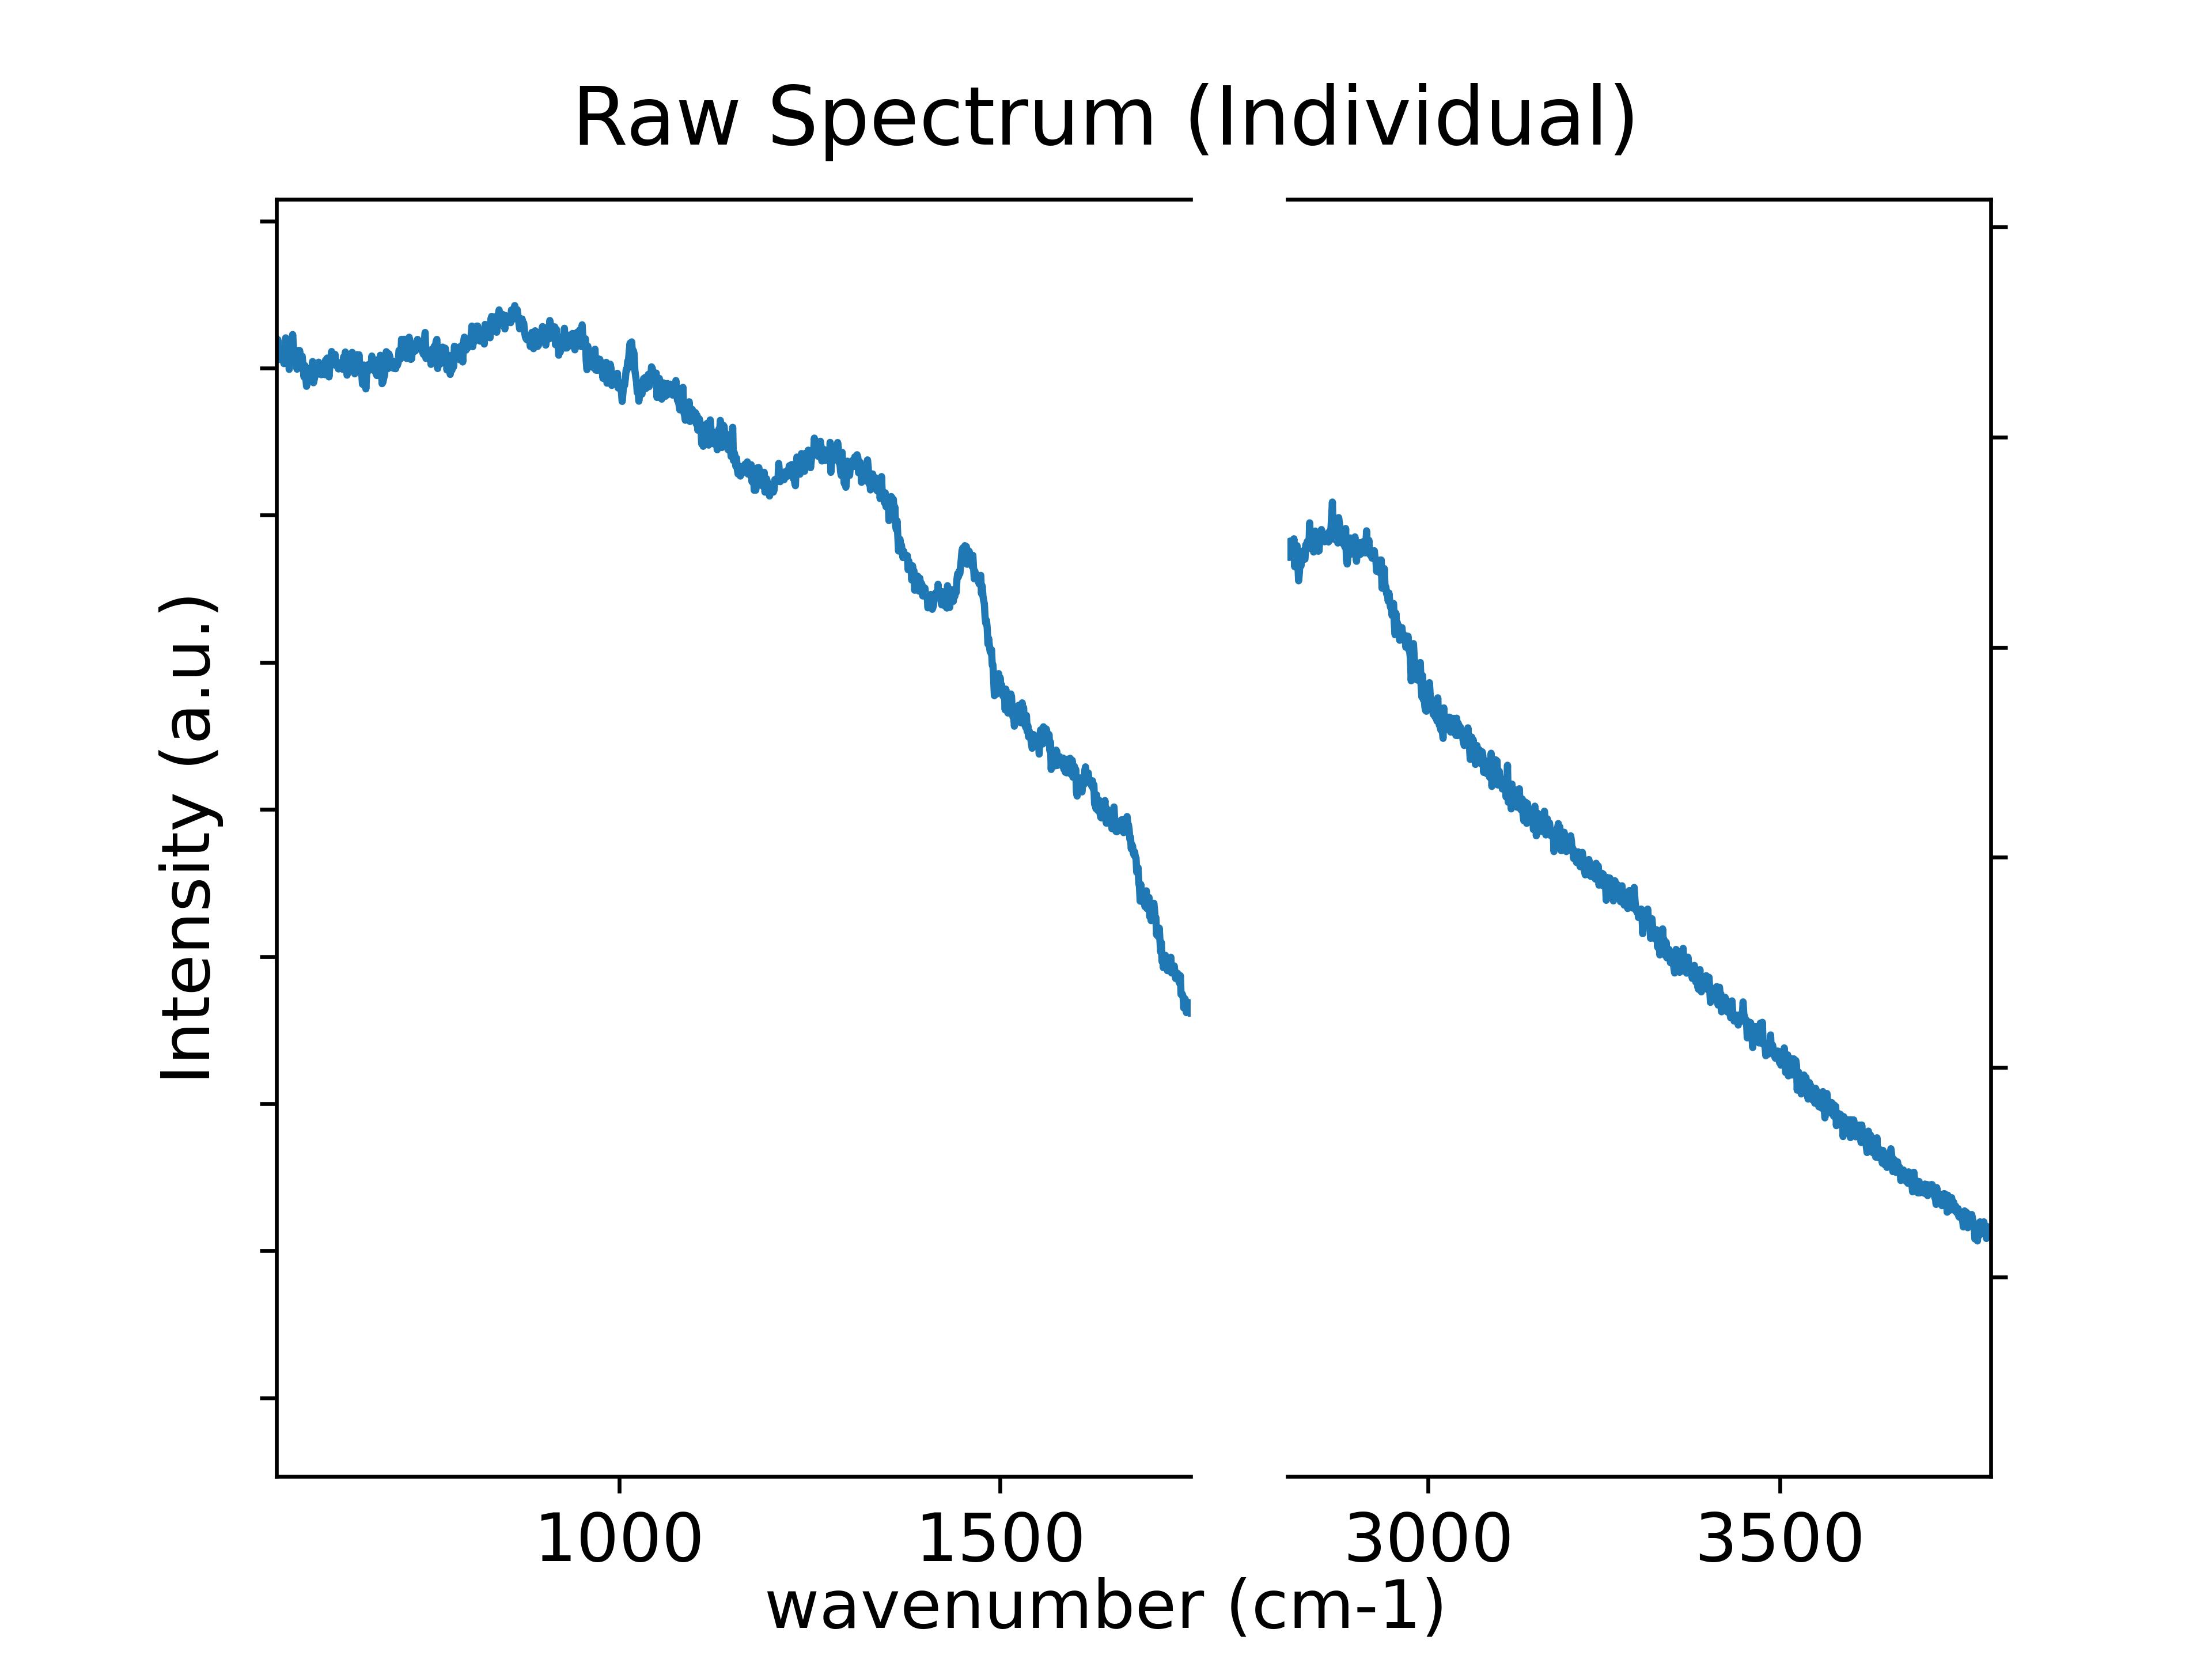 Raw Spectrum (Individual)
Intensity (a.u.)
1000 1500 3000 3500
wavenumber (cm-1)